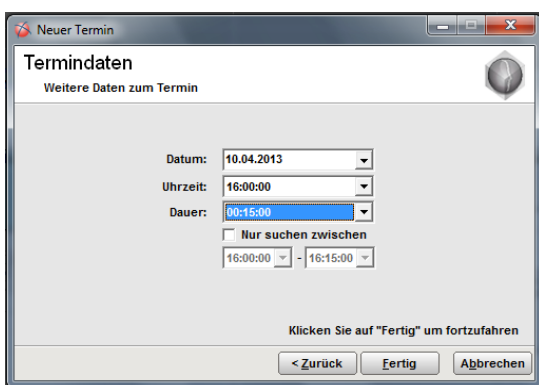 Neuer Termin
Termindaten
Weitere Daten zum Termin
Datum: 10.04.2013
Uhrzeit: 16:00:00
Dauer: 00:15:00
Nur suchen zwischen
16:00:00 - 16:15:00
Klicken Sie auf "Fertig" um fortzufahren
< Zurück Fertig Abbrechen